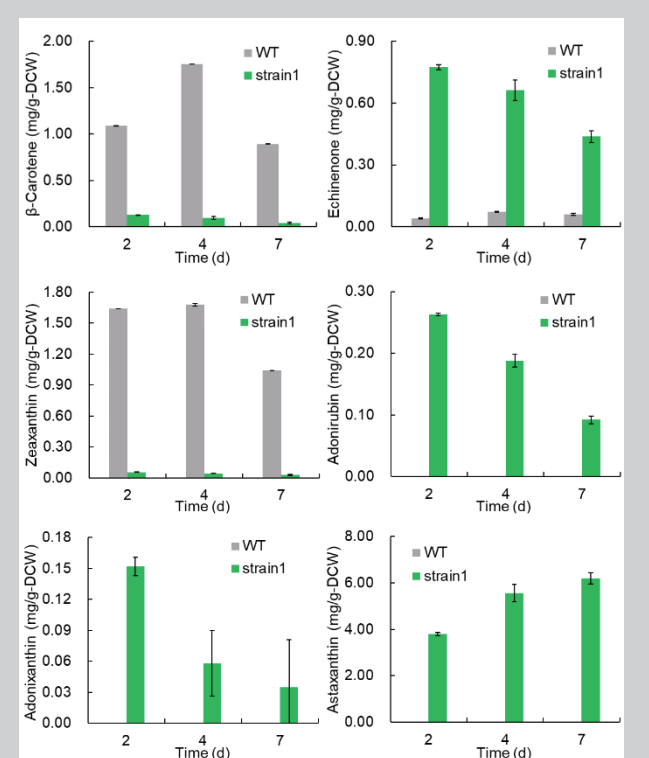 β-Carotene (mg/g-DCW)
2.00
1.50
1.00
0.50
0.00
WT
strain1
2 4 7
Time (d)
Echinenone (mg/g-DCW)
0.90
0.60
0.30
0.00
WT
strain1
2 4 7
Time (d)
Zeaxanthin (mg/g-DCW)
1.80
1.50
1.20
0.90
0.60
0.30
0.00
WT
strain1
2 4 7
Time (d)
Adonirubin (mg/g-DCW)
0.30
0.20
0.10
0.00
WT
strain1
2 4 7
Time (d)
Adonixanthin (mg/g-DCW)
0.18
0.15
0.12
0.09
0.06
0.03
0.00
WT
strain1
2 4 7
Time (d)
Astaxanthin (mg/g-DCW)
8.00
6.00
4.00
2.00
0.00
WT
strain1
2 4 7
Time (d)